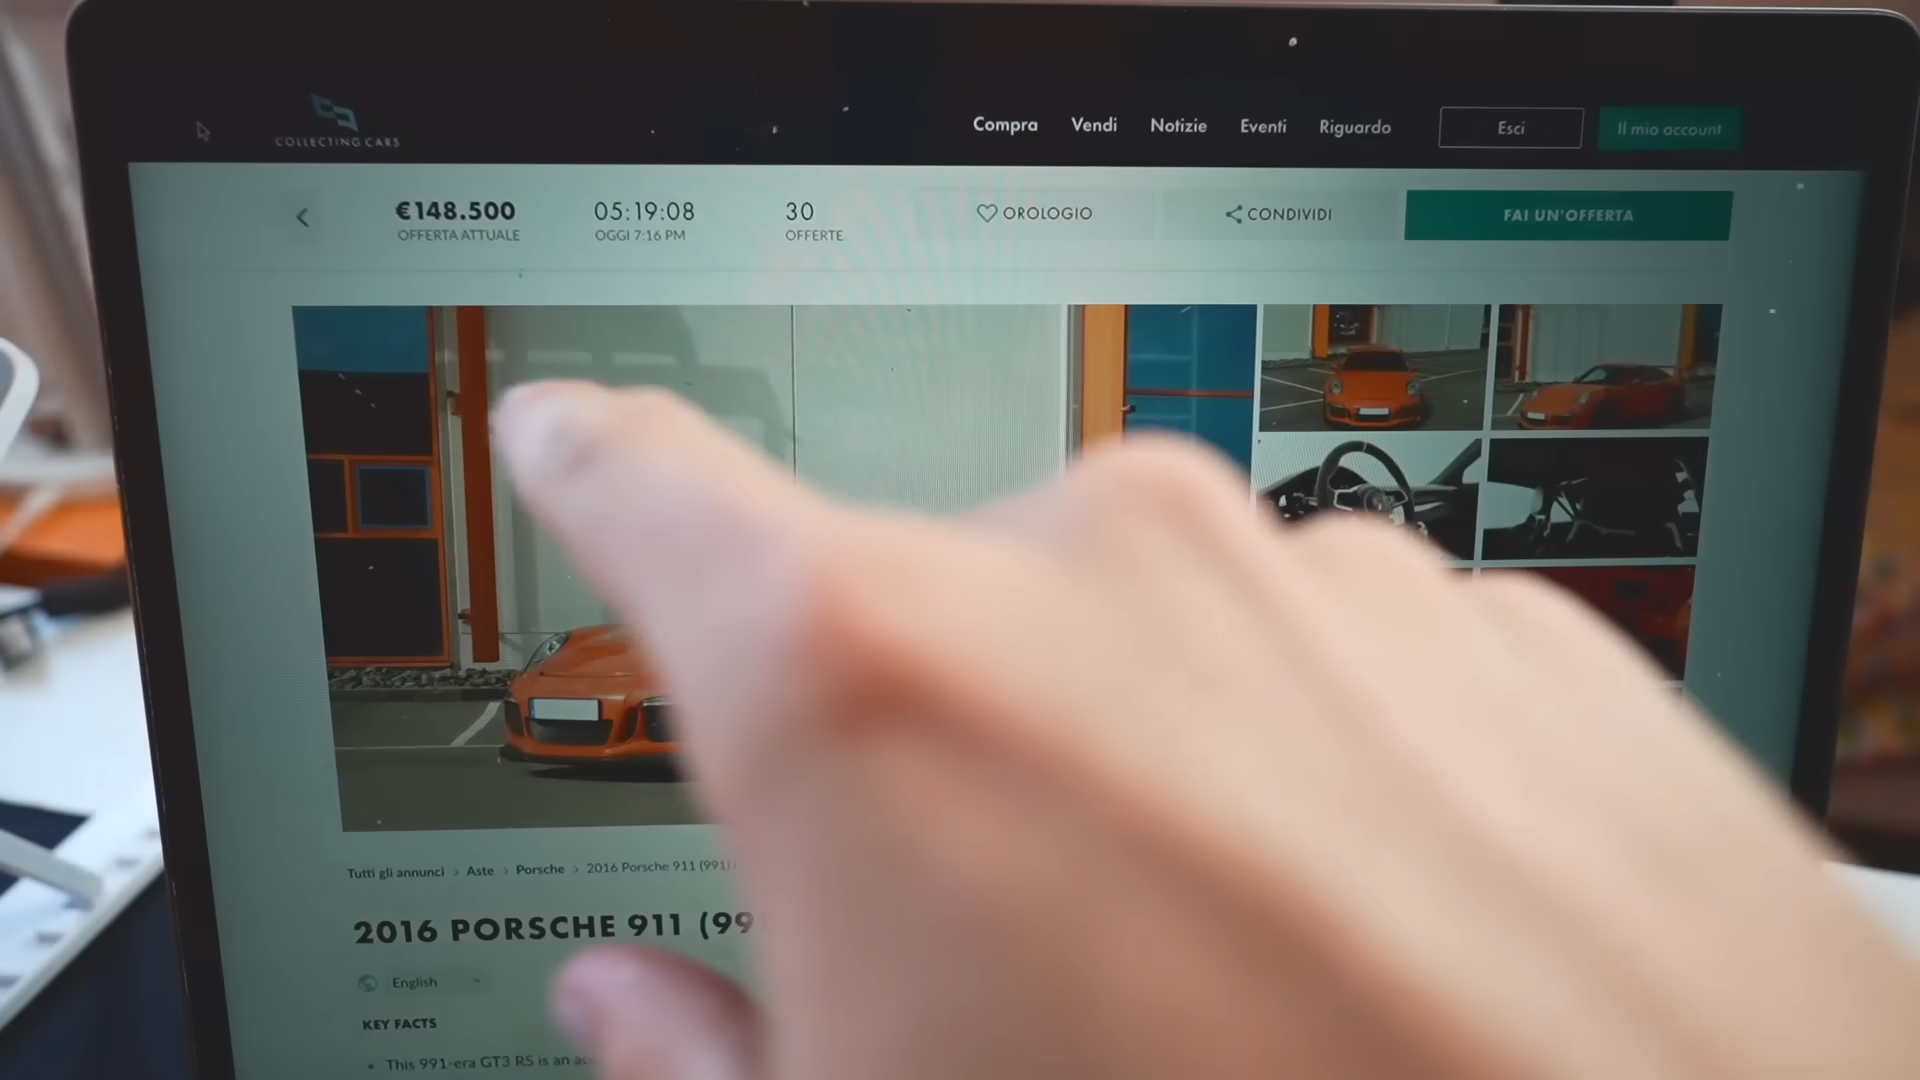 COLLECTING CARS
Compra Vendi Notizie Eventi Riguardo Esci Il mio account
€148.500 05:19:08 30 OROLOGIO CONDIVIDI FAI UN'OFFERTA
OFFERTA ATTUALE OGGI 7:16 PM OFFERTE
Tutti gli annunci > Aste > Porsche > 2016 Porsche 911 (991)
2016 PORSCHE 911 (99
English
KEY FACTS
• This 991-era GT3 RS is an